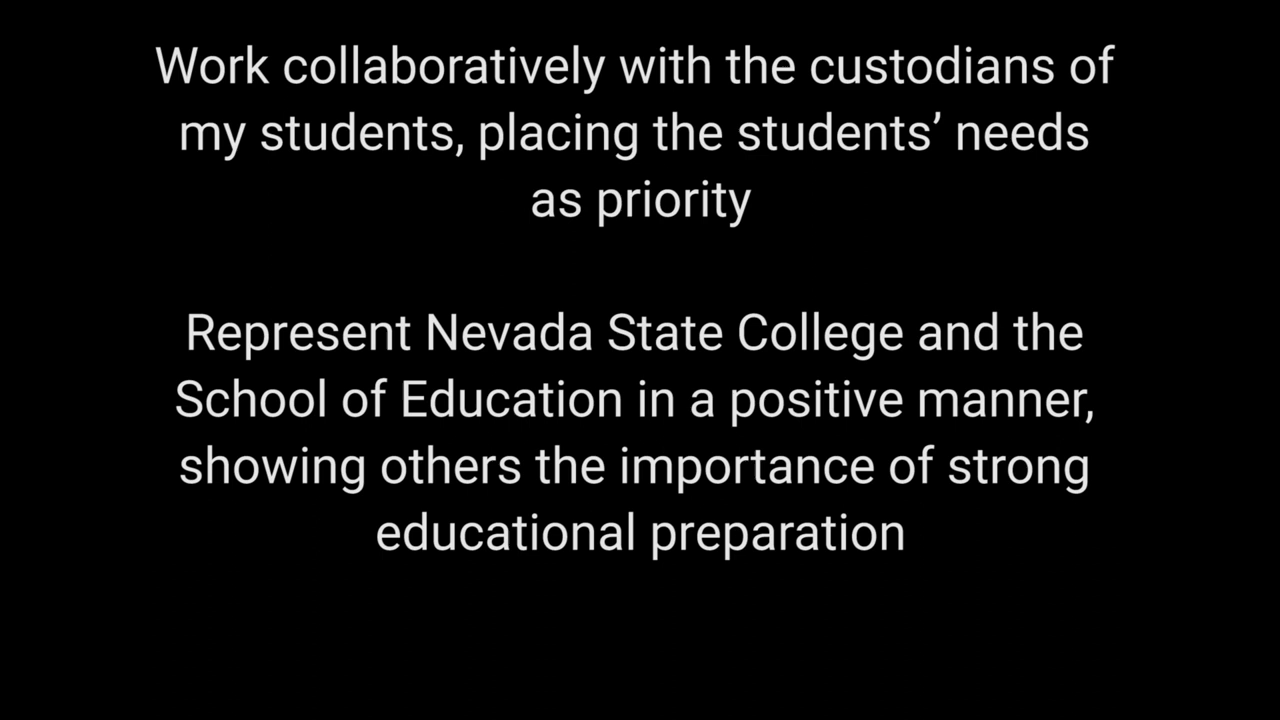 Work collaboratively with the custodians of
my students, placing the students’ needs
as priority
Represent Nevada State College and the
School of Education in a positive manner,
showing others the importance of strong
educational preparation